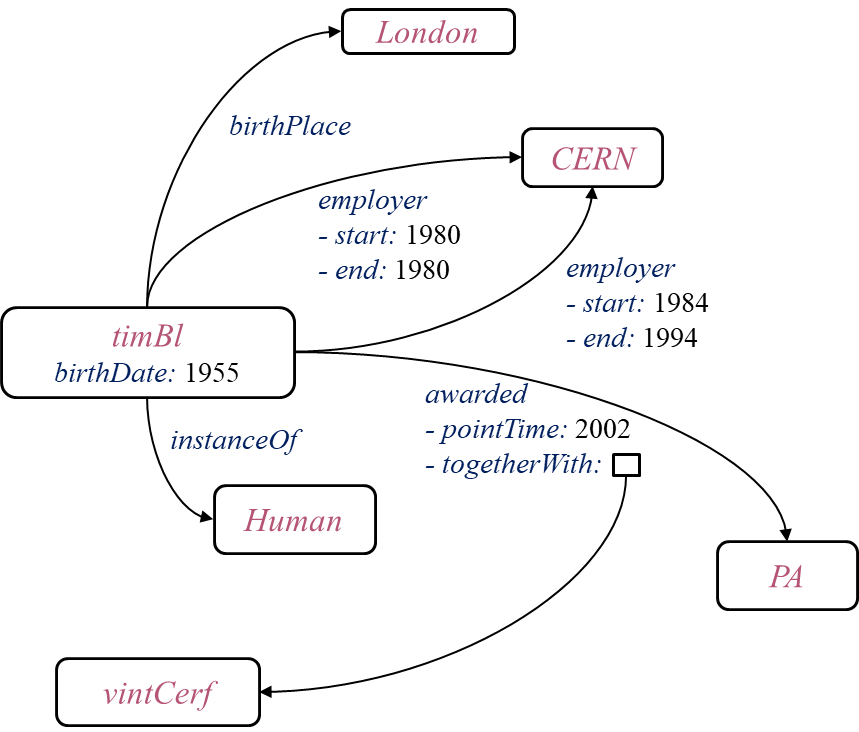 London
birthPlace
CERN
employer
- start: 1980
- end: 1980
employer
- start: 1984
- end: 1994
timBl
birthDate: 1955
awarded
- pointTime: 2002
- togetherWith:
instanceOf
Human
PA
vintCerf